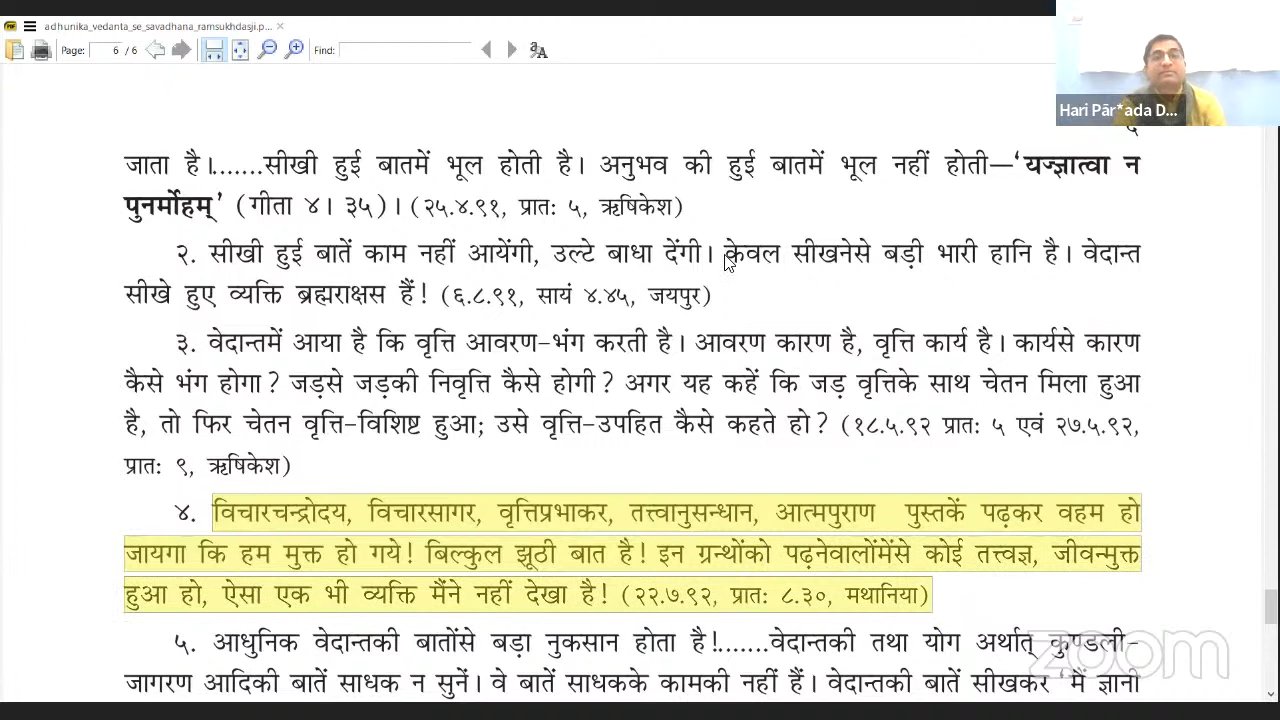 adhunika_vedanta_se_savadhana_ramsukhdasji.p...
Page: 6 / 6 Find:
Hari Pār*ada D...
जाता है।.......सीखी हुई बातमें भूल होती है। अनुभव की हुई बातमें भूल नहीं होती—‘यज्ज्ञात्वा न
पुनर्मोहम्’ (गीता ४। ३५)। (२५.४.९१, प्रातः ५, ऋषिकेश)
२. सीखी हुई बातें काम नहीं आयेंगी, उल्टे बाधा देंगी। केवल सीखनेसे बड़ी भारी हानि है। वेदान्त
सीखे हुए व्यक्ति ब्रह्मराक्षस हैं! (६.८.९१, सायं ४.४५, जयपुर)
३. वेदान्तमें आया है कि वृत्ति आवरण-भंग करती है। आवरण कारण है, वृत्ति कार्य है। कार्यसे कारण
कैसे भंग होगा? जड़से जड़की निवृत्ति कैसे होगी? अगर यह कहें कि जड़ वृत्तिके साथ चेतन मिला हुआ
है, तो फिर चेतन वृत्ति-विशिष्ट हुआ; उसे वृत्ति-उपहित कैसे कहते हो? (१८.५.९२ प्रातः ५ एवं २७.५.९२,
प्रातः ९, ऋषिकेश)
४. विचारचन्द्रोदय, विचारसागर, वृत्तिप्रभाकर, तत्त्वानुसन्धान, आत्मपुराण पुस्तकें पढ़कर वहम हो
जायगा कि हम मुक्त हो गये! बिल्कुल झूठी बात है! इन ग्रन्थोंको पढ़नेवालोंमेंसे कोई तत्त्वज्ञ, जीवन्मुक्त
हुआ हो, ऐसा एक भी व्यक्ति मैंने नहीं देखा है! (२२.७.९२, प्रातः ८.३०, मथानिया)
५. आधुनिक वेदान्तकी बातोंसे बड़ा नुकसान होता है!.......वेदान्तकी तथा योग अर्थात् कुण्डली-
जागरण आदिकी बातें साधक न सुनें। वे बातें साधकके कामकी नहीं हैं। वेदान्तकी बातें सीखकर ‘मैं ज्ञानी
zoom